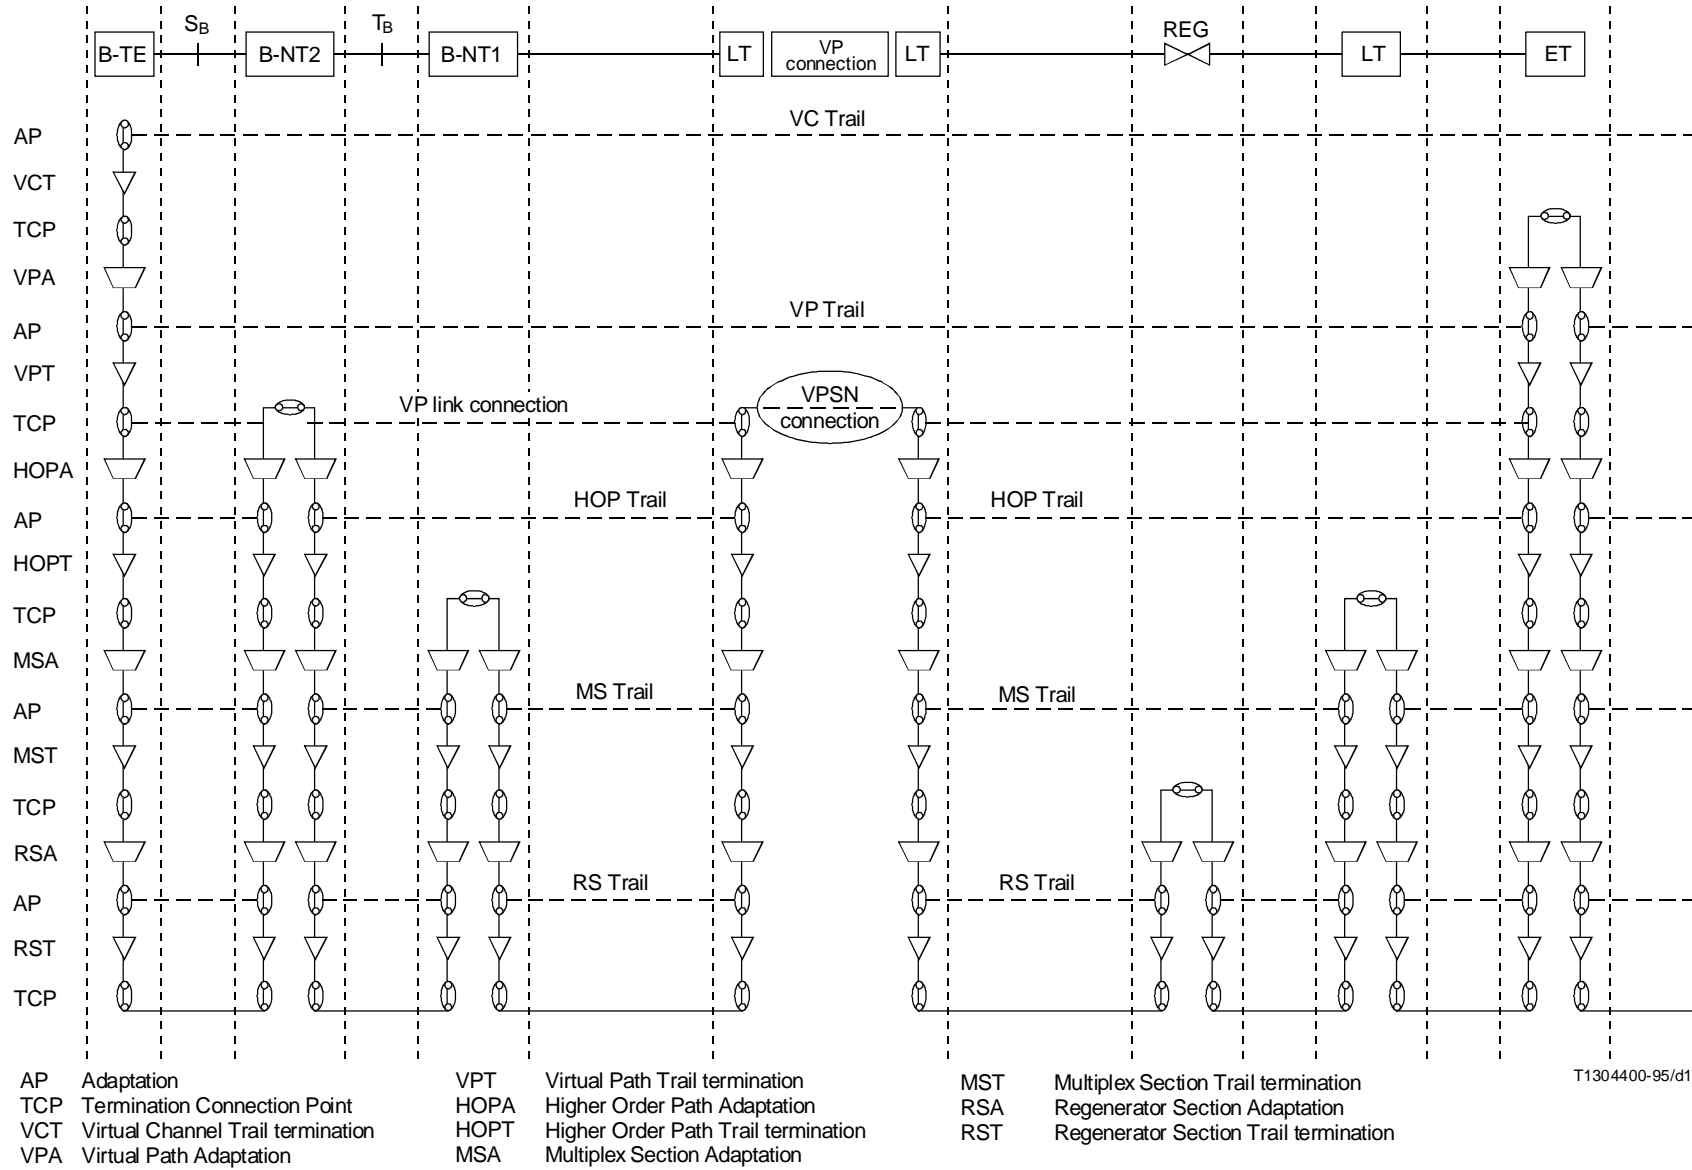 S_B T_B REG
B-TE B-NT2 B-NT1 LT VP connection LT LT ET
AP VC Trail
VCT
TCP
VPA
AP VP Trail
VPT
TCP VP link connection VPSN connection
HOPA
AP HOP Trail HOP Trail
HOPT
TCP
MSA
AP MS Trail MS Trail
MST
TCP
RSA
AP RS Trail RS Trail
RST
TCP
T1304400-95/d1
AP Adaptation
TCP Termination Connection Point
VCT Virtual Channel Trail termination
VPA Virtual Path Adaptation
VPT Virtual Path Trail termination
HOPA Higher Order Path Adaptation
HOPT Higher Order Path Trail termination
MSA Multiplex Section Adaptation
MST Multiplex Section Trail termination
RSA Regenerator Section Adaptation
RST Regenerator Section Trail termination